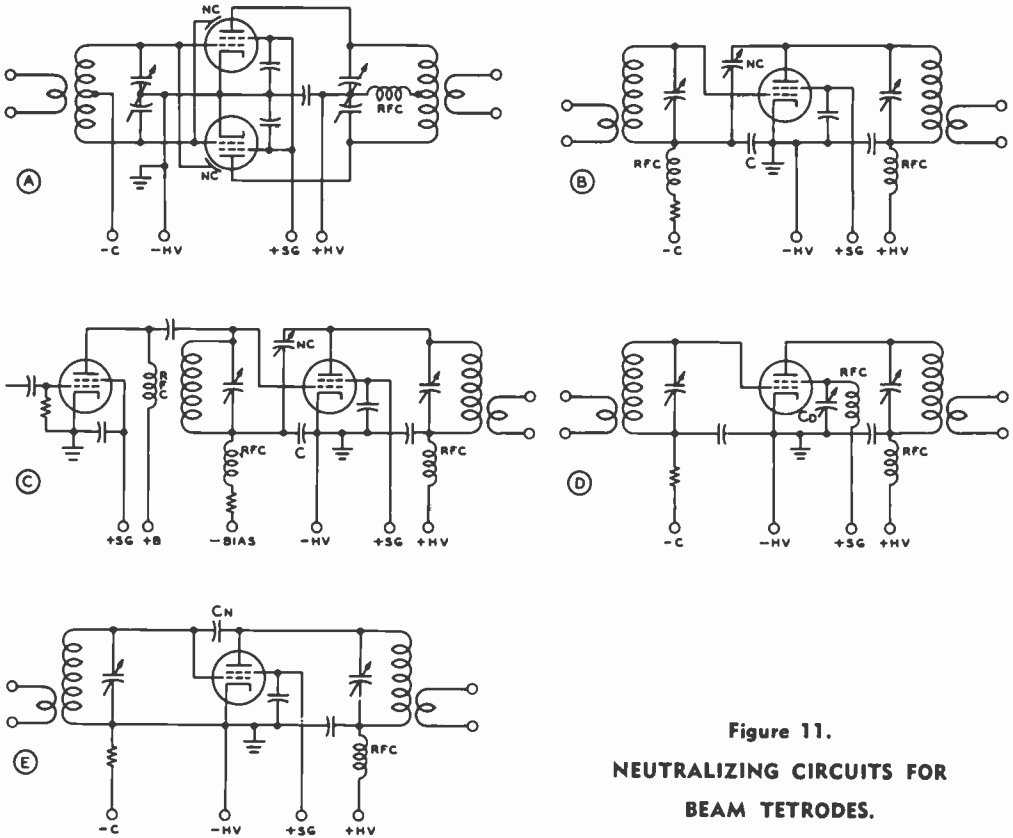 NC
RFC
NC
A
-C
-HV
+SG
+HV
NC
RFC
C
RFC
B
-C
-HV
+SG
+HV
RFC
NC
RFC
C
RFC
C
+SG
+B
-BIAS
-HV
+SG
+HV
RFC
CD
RFC
D
-C
-HV
+SG
+HV
CN
RFC
E
-C
-HV
+SG
+HV
Figure 11.
NEUTRALIZING CIRCUITS FOR
BEAM TETRODES.